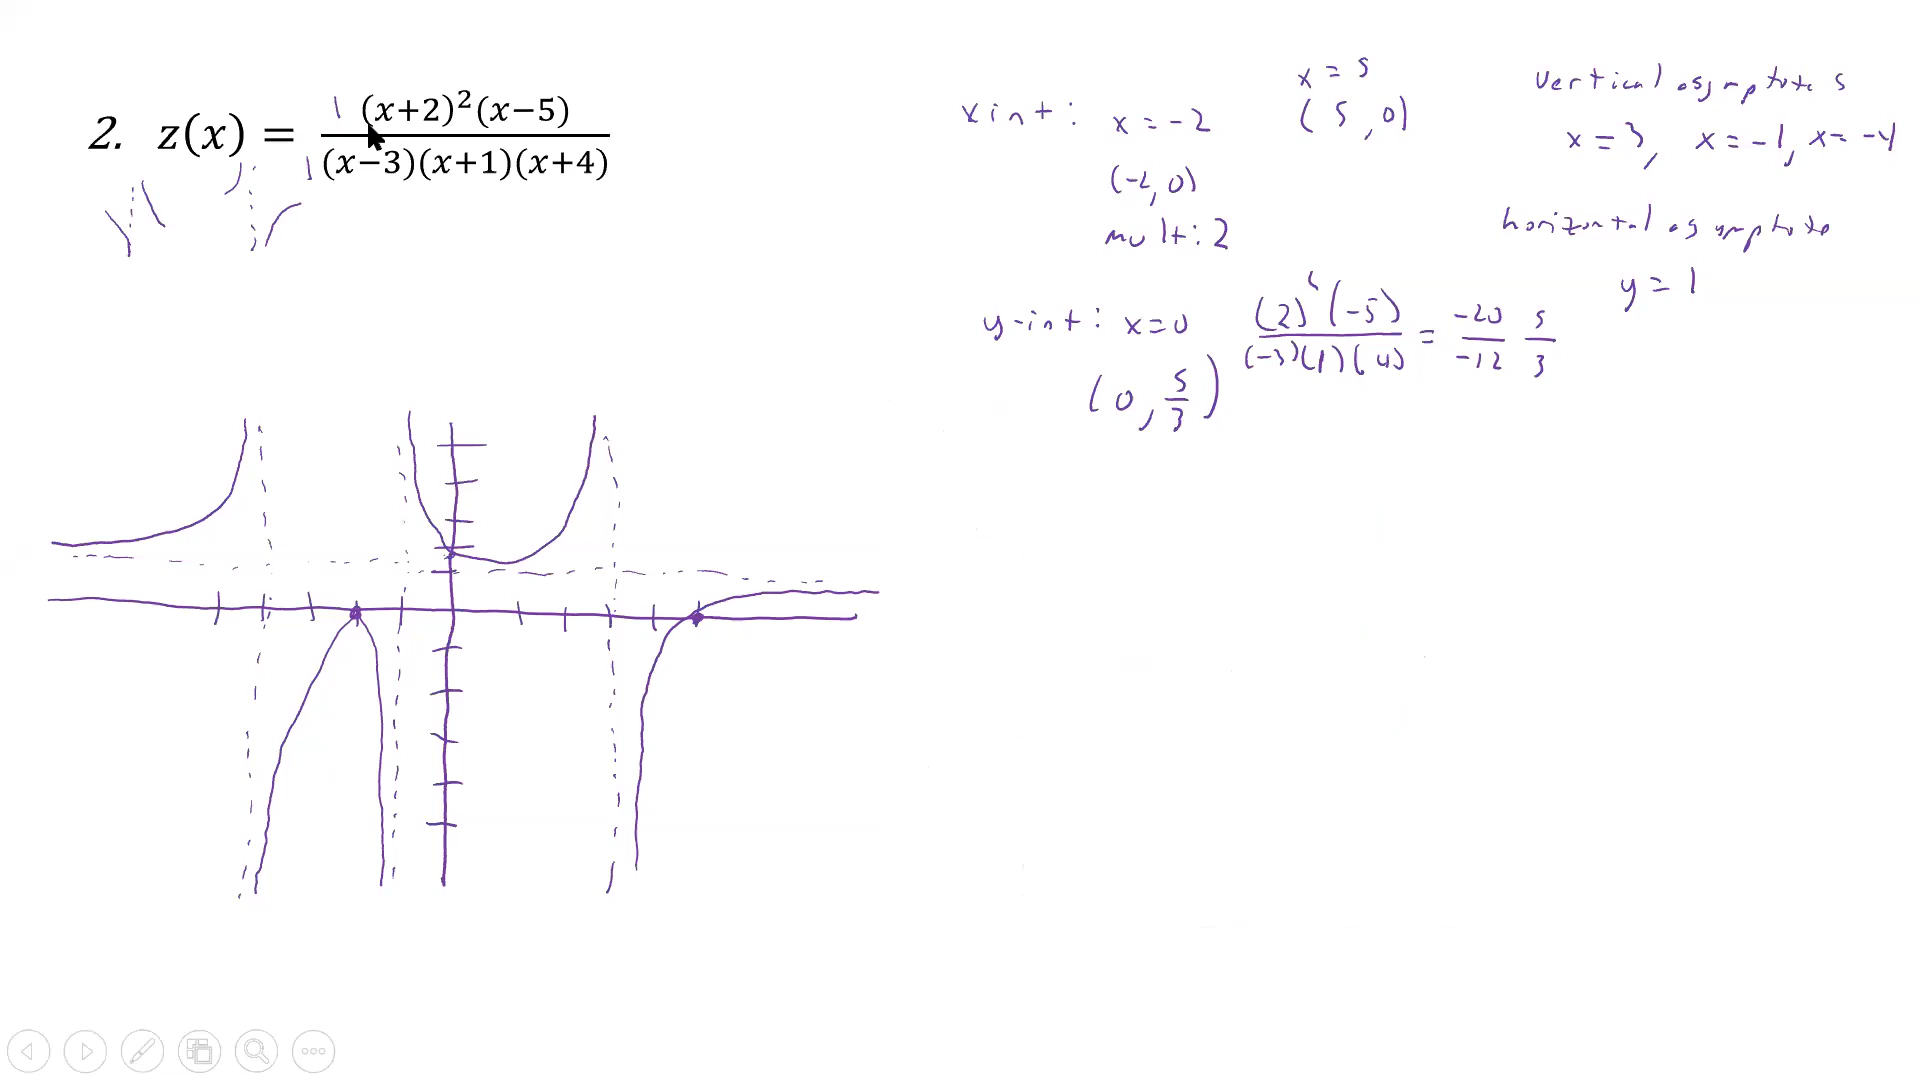 2. z(x) = 1 (x+2)²(x−5) / 1 (x−3)(x+1)(x+4)
x int: x = -2
(-2, 0)
mult: 2
x = 5
(5, 0)
y-int: x=0 (2)²(-5) / (-3)(1)(4) = -20/-12 5/3
(0, 5/3)
vertical asymptotes
x = 3, x = -1, x = -4
horizontal asymptote
y = 1